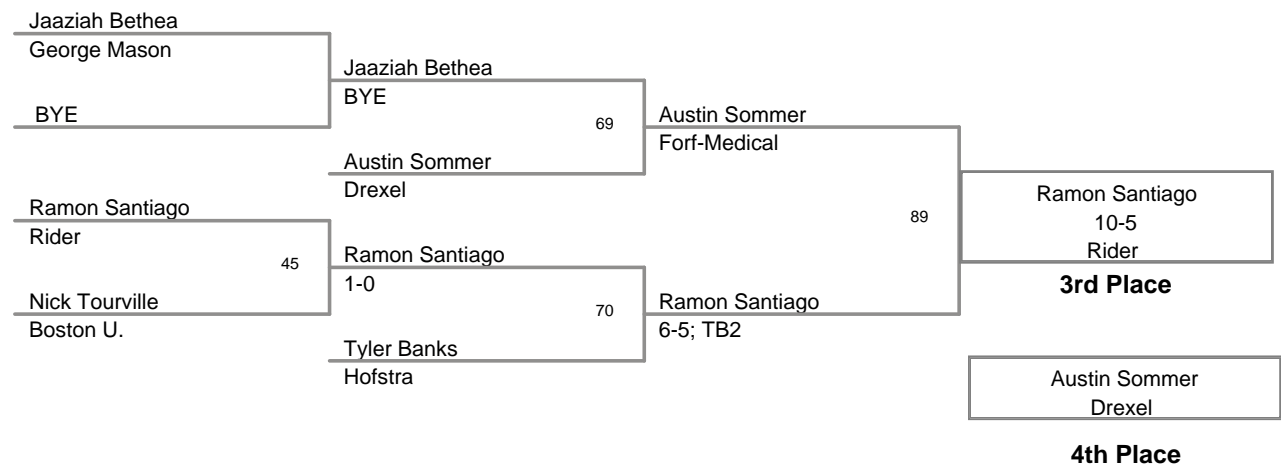 Jaaziah Bethea
George Mason
BYE
Jaaziah Bethea
BYE
69
Austin Sommer
Drexel
Austin Sommer
Forf-Medical
Ramon Santiago
Rider
45
Nick Tourville
Boston U.
Ramon Santiago
1-0
70
Tyler Banks
Hofstra
Ramon Santiago
6-5; TB2
89
Ramon Santiago
10-5
Rider
3rd Place
Austin Sommer
Drexel
4th Place